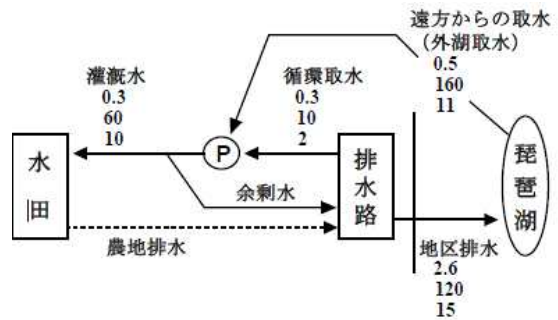 遠方からの取水
（外湖取水）
0.5
160
11
灌漑水
0.3
60
10
循環取水
0.3
10
2
P
水田
排水路
琵琶湖
余剰水
農地排水
地区排水
2.6
120
15